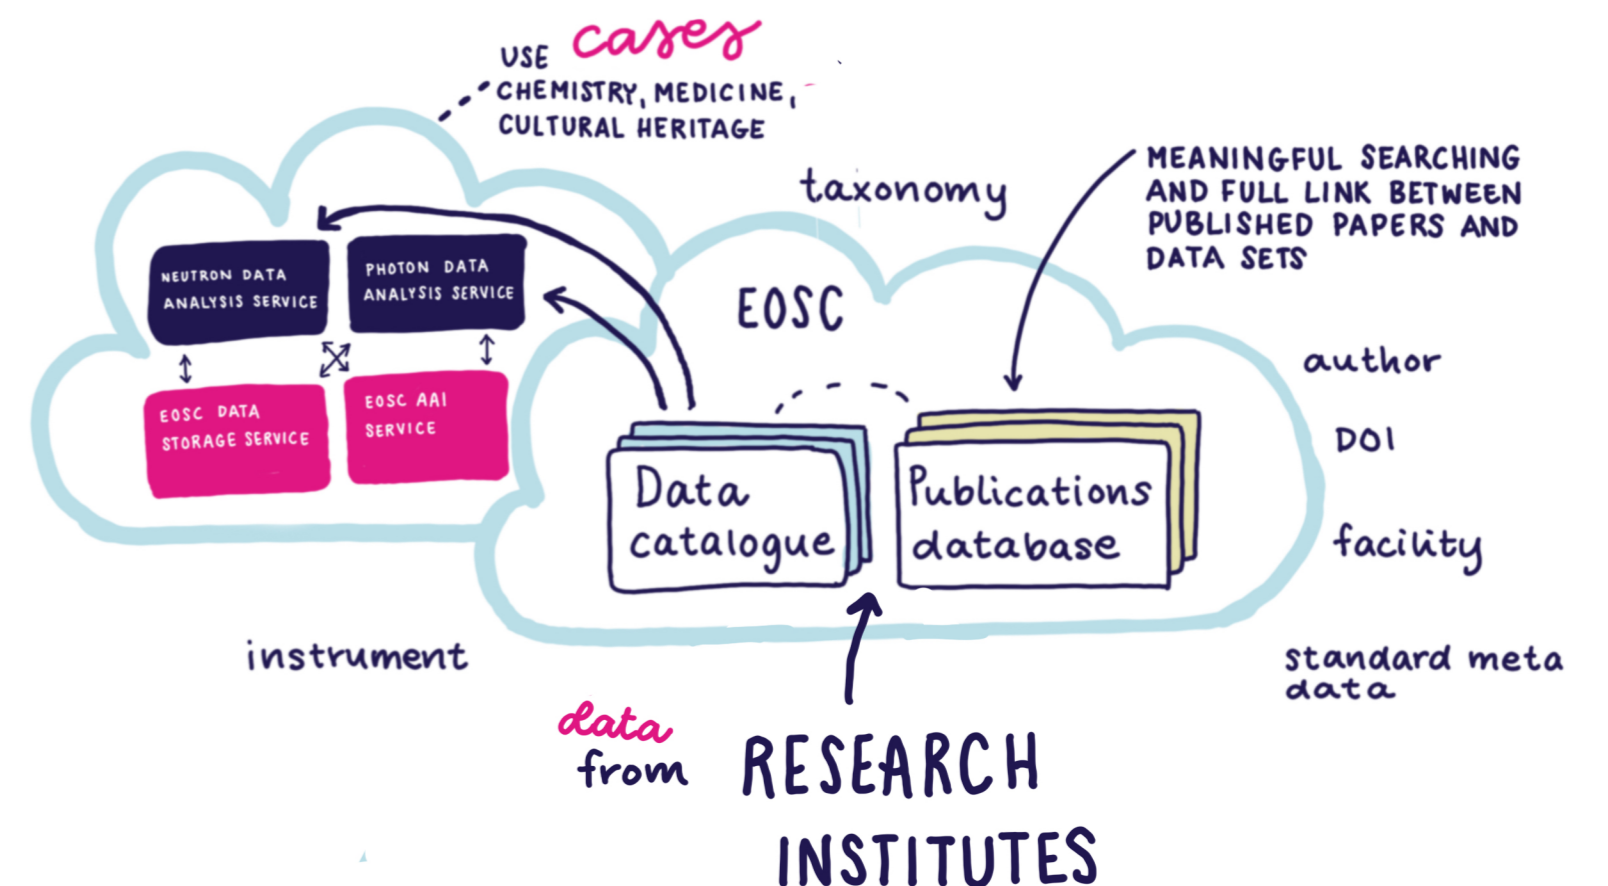 USE cases
CHEMISTRY, MEDICINE,
CULTURAL HERITAGE
taxonomy
MEANINGFUL SEARCHING
AND FULL LINK BETWEEN
PUBLISHED PAPERS AND
DATA SETS
NEUTRON DATA
ANALYSIS SERVICE
PHOTON DATA
ANALYSIS SERVICE
EOSC DATA
STORAGE SERVICE
EOSC AAI
SERVICE
EOSC
Data
catalogue
Publications
database
author
DOI
facility
standard meta
data
instrument
data
from
RESEARCH
INSTITUTES